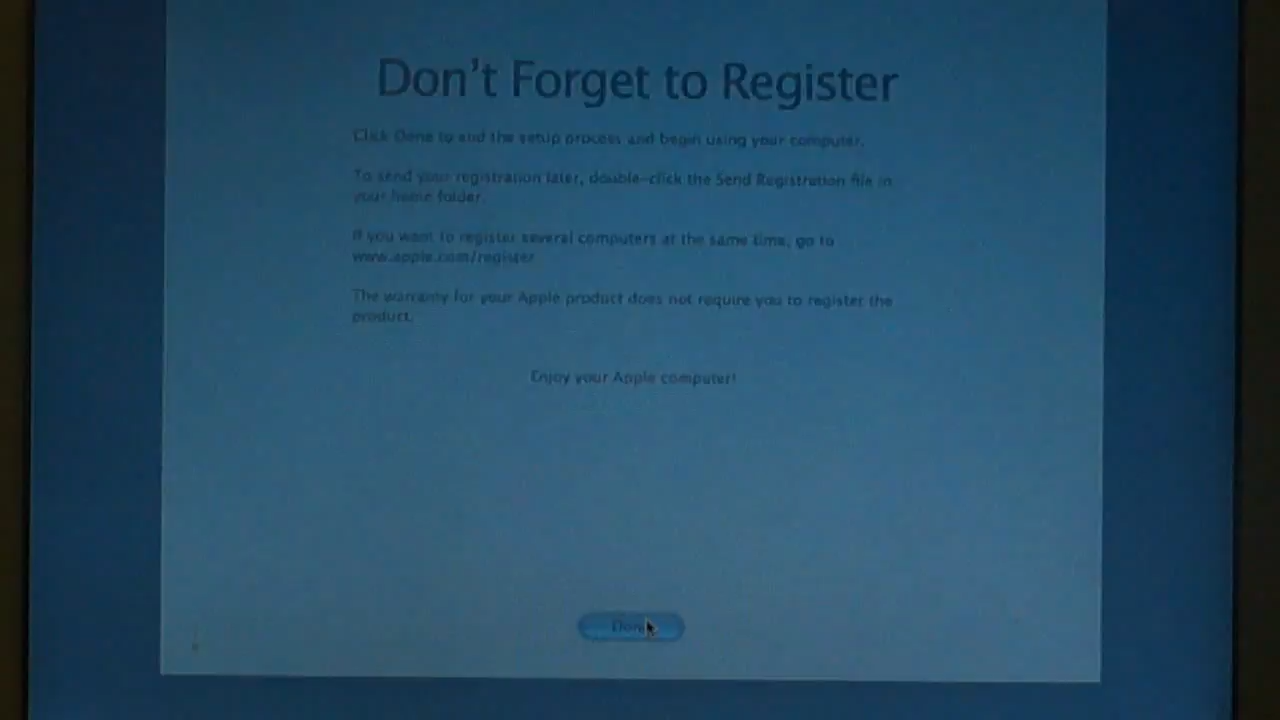 Don't Forget to Register
Click Done to end the setup process and begin using your computer.
To send your registration later, double-click the Send Registration file in
your home folder.
If you want to register several computers at the same time, go to
www.apple.com/register
The warranty for your Apple product does not require you to register the
product.
Enjoy your Apple computer!
Done